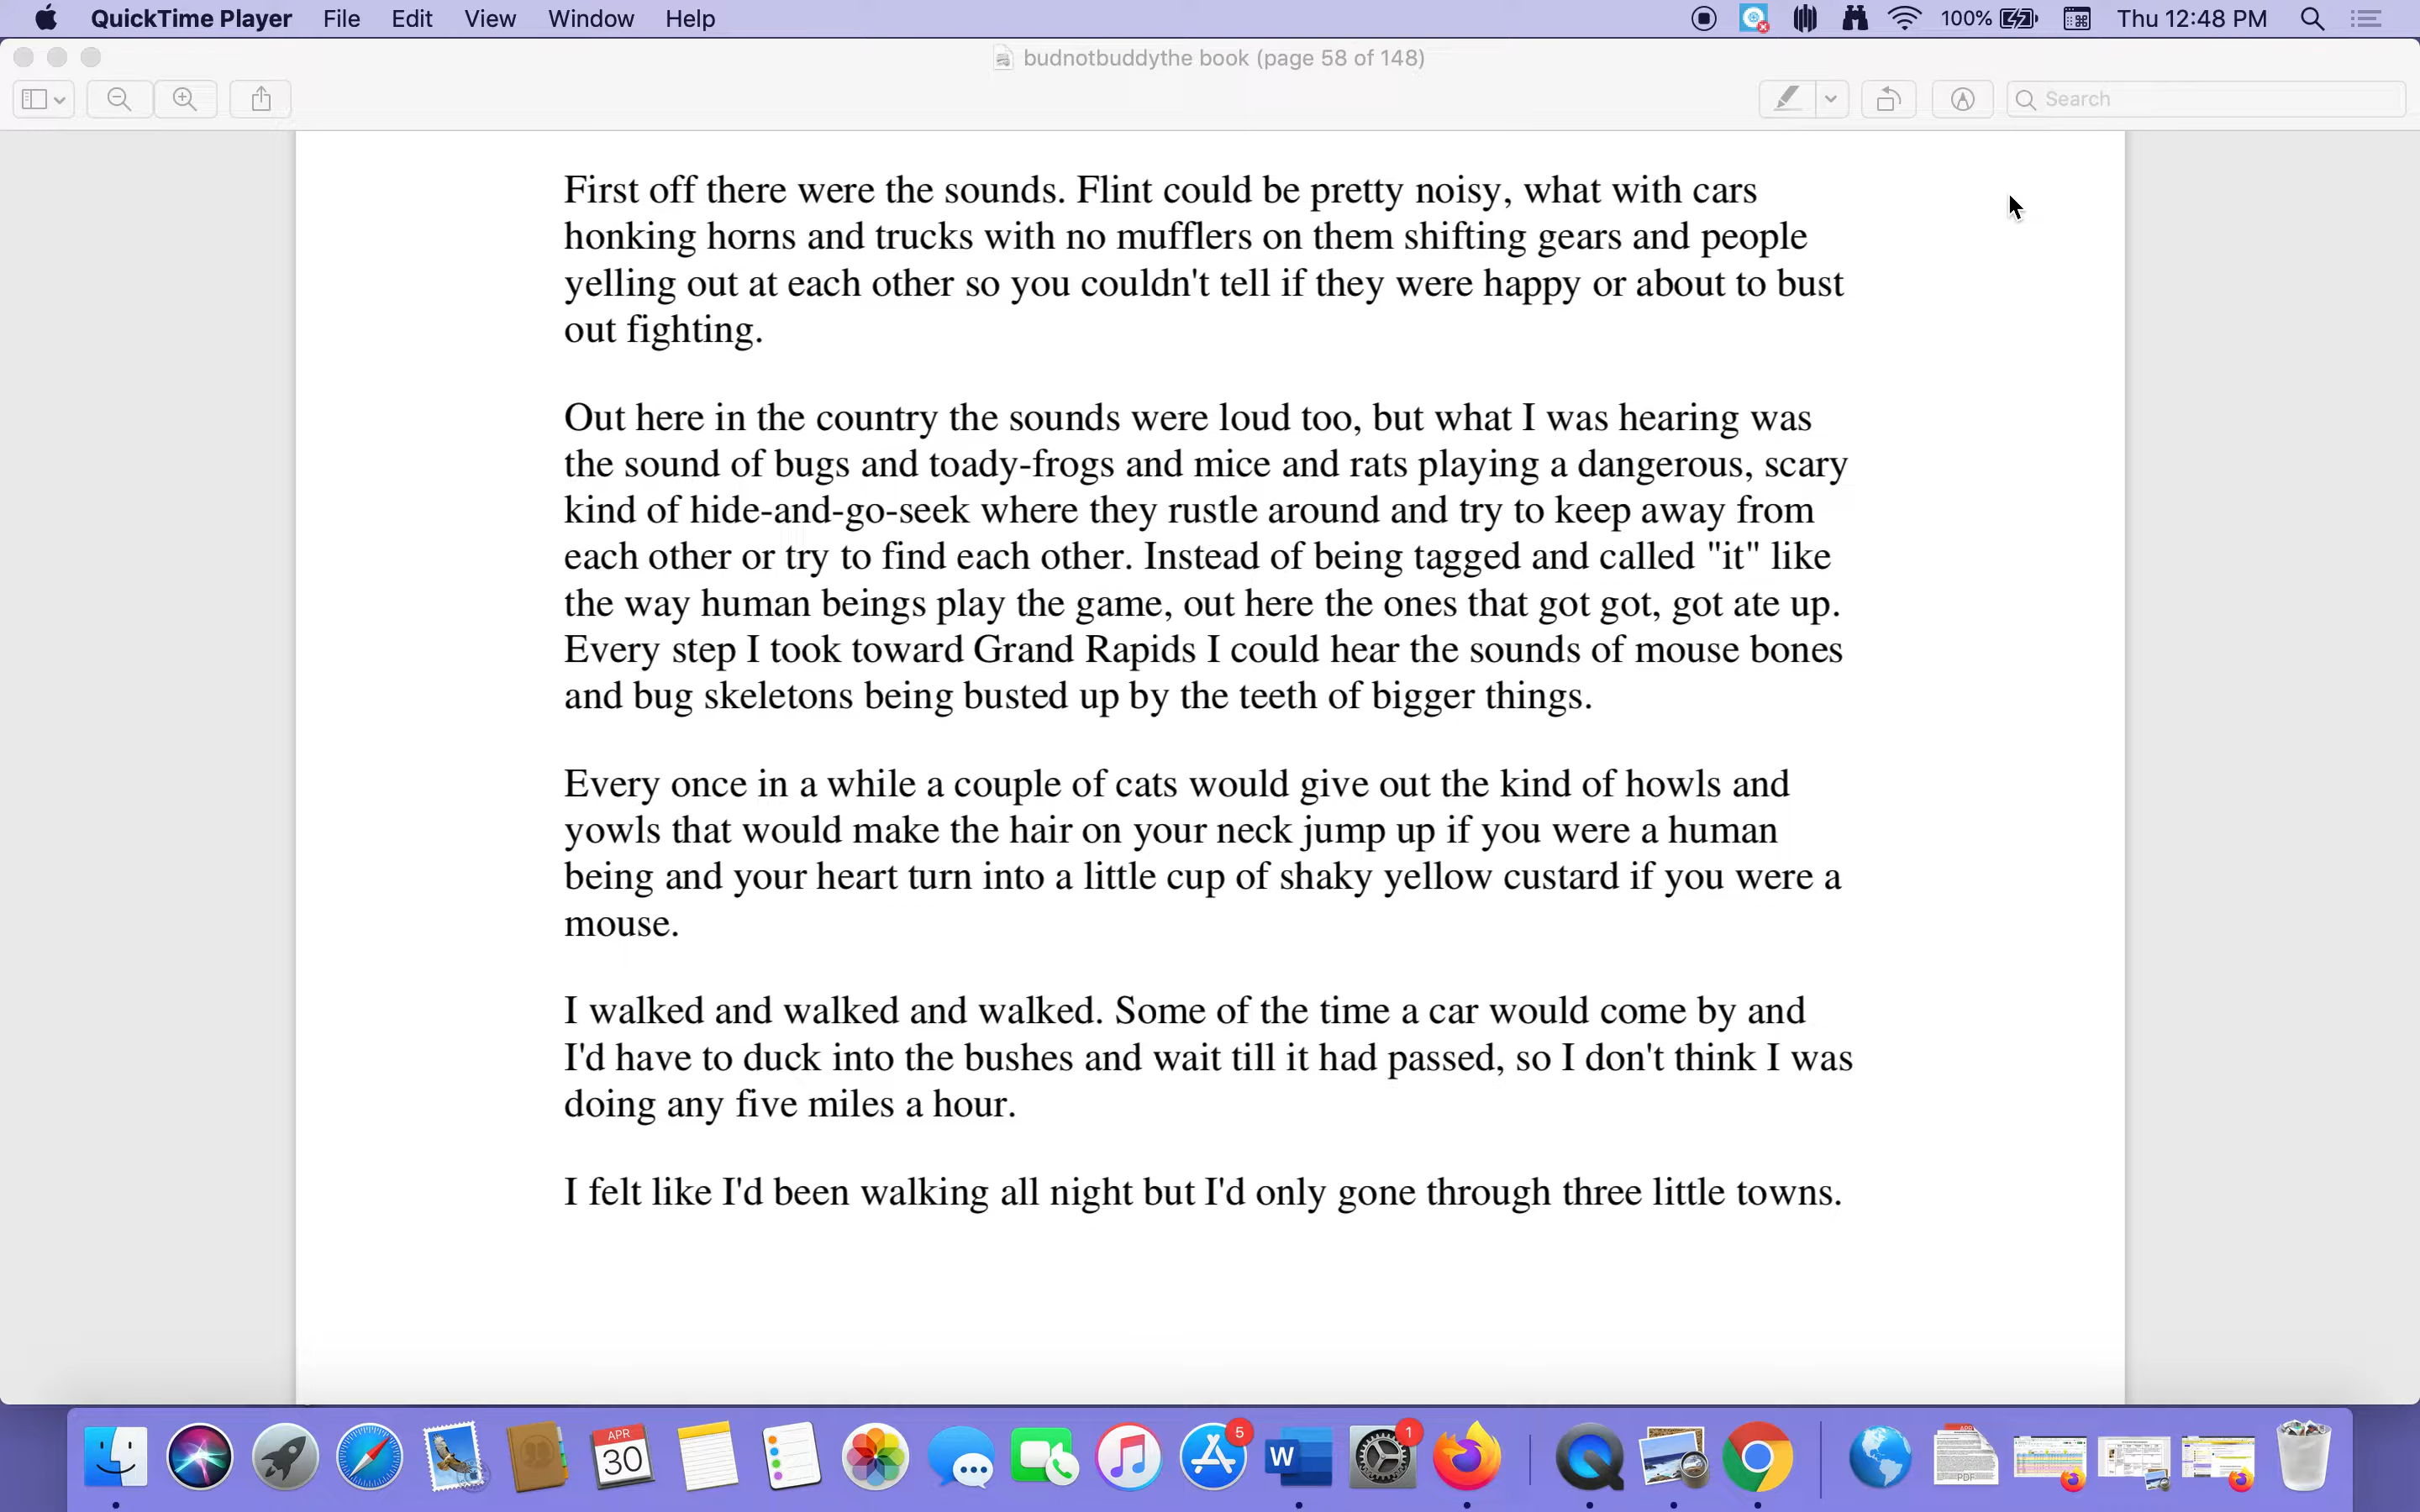 QuickTime Player File Edit View Window Help 100% Thu 12:48 PM
budnotbuddythe book (page 58 of 148)
Search
First off there were the sounds. Flint could be pretty noisy, what with cars
honking horns and trucks with no mufflers on them shifting gears and people
yelling out at each other so you couldn't tell if they were happy or about to bust
out fighting.
Out here in the country the sounds were loud too, but what I was hearing was
the sound of bugs and toady-frogs and mice and rats playing a dangerous, scary
kind of hide-and-go-seek where they rustle around and try to keep away from
each other or try to find each other. Instead of being tagged and called "it" like
the way human beings play the game, out here the ones that got got, got ate up.
Every step I took toward Grand Rapids I could hear the sounds of mouse bones
and bug skeletons being busted up by the teeth of bigger things.
Every once in a while a couple of cats would give out the kind of howls and
yowls that would make the hair on your neck jump up if you were a human
being and your heart turn into a little cup of shaky yellow custard if you were a
mouse.
I walked and walked and walked. Some of the time a car would come by and
I'd have to duck into the bushes and wait till it had passed, so I don't think I was
doing any five miles a hour.
I felt like I'd been walking all night but I'd only gone through three little towns.
APR
30
5
W
1
PDF